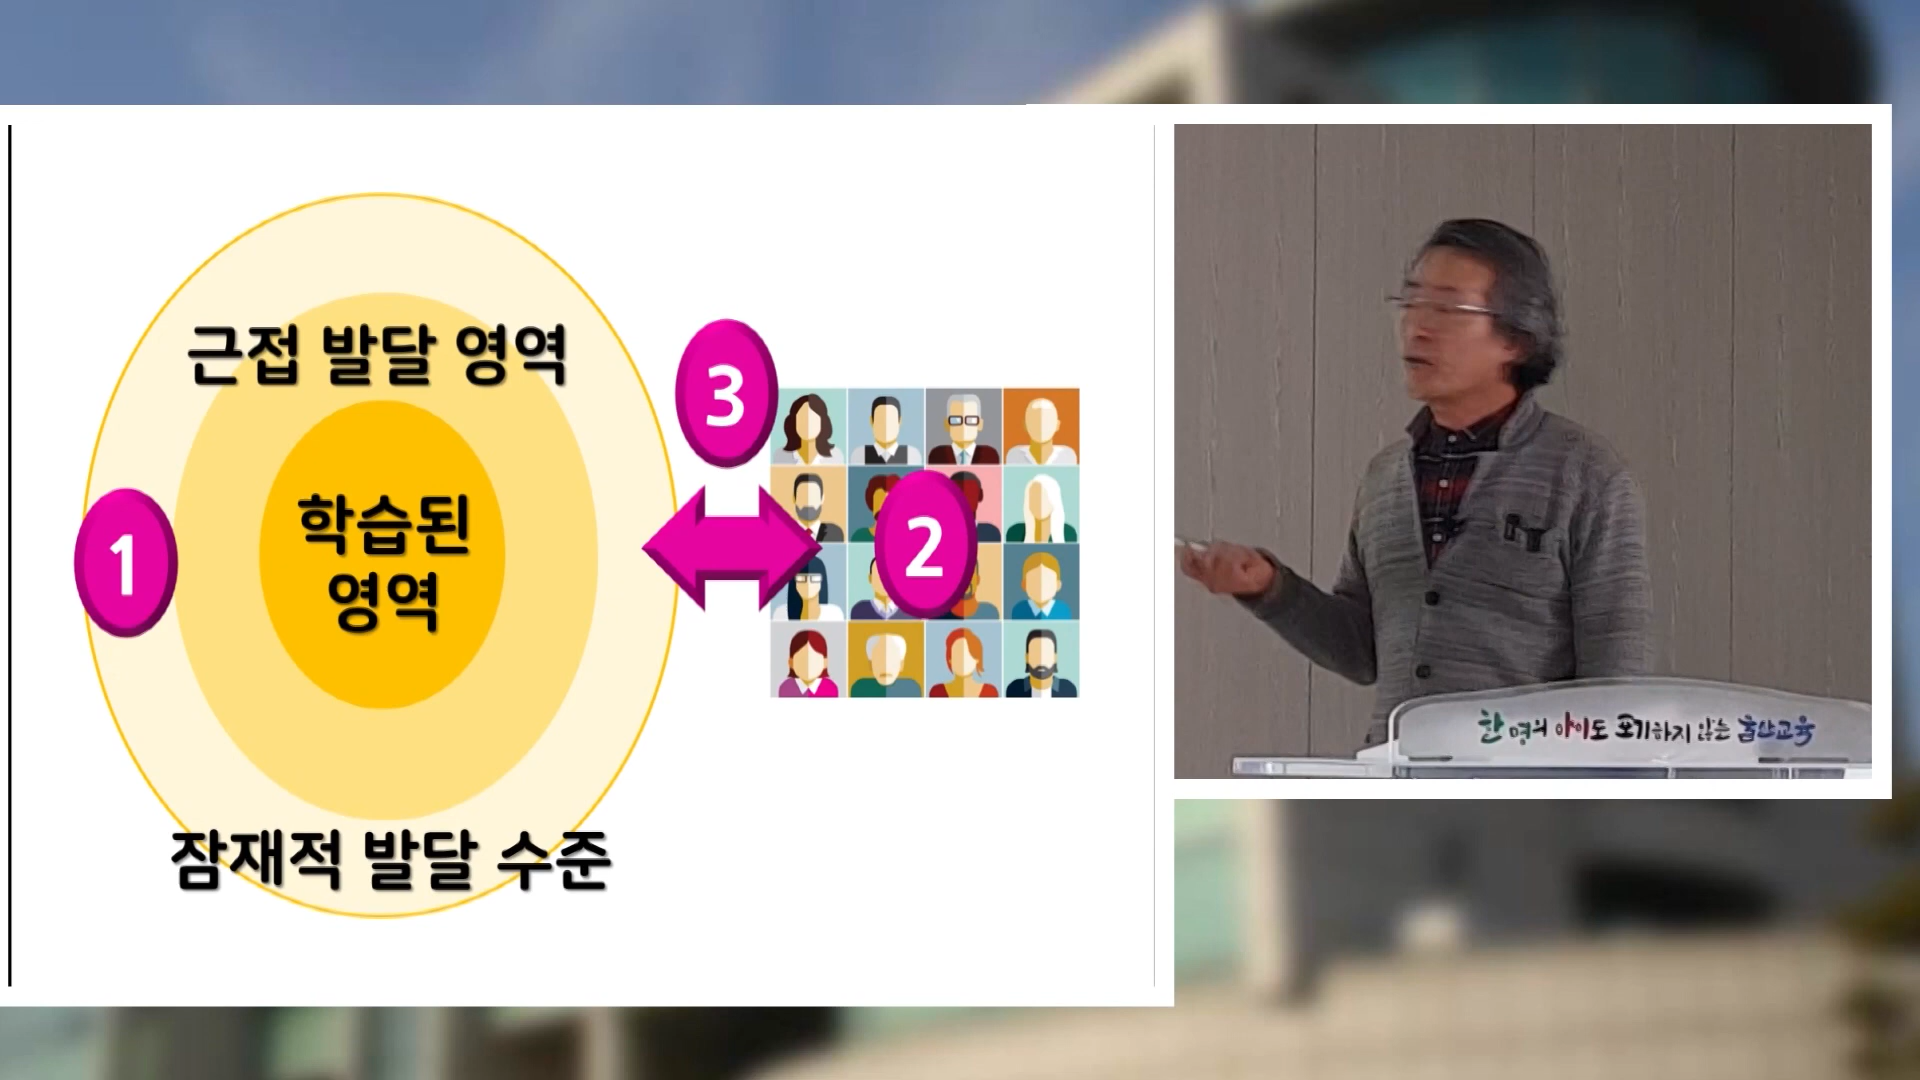 근접 발달 영역
학습된
영역
잠재적 발달 수준
1
3
2
한 명의 아이도 포기하지 않는 울산교육